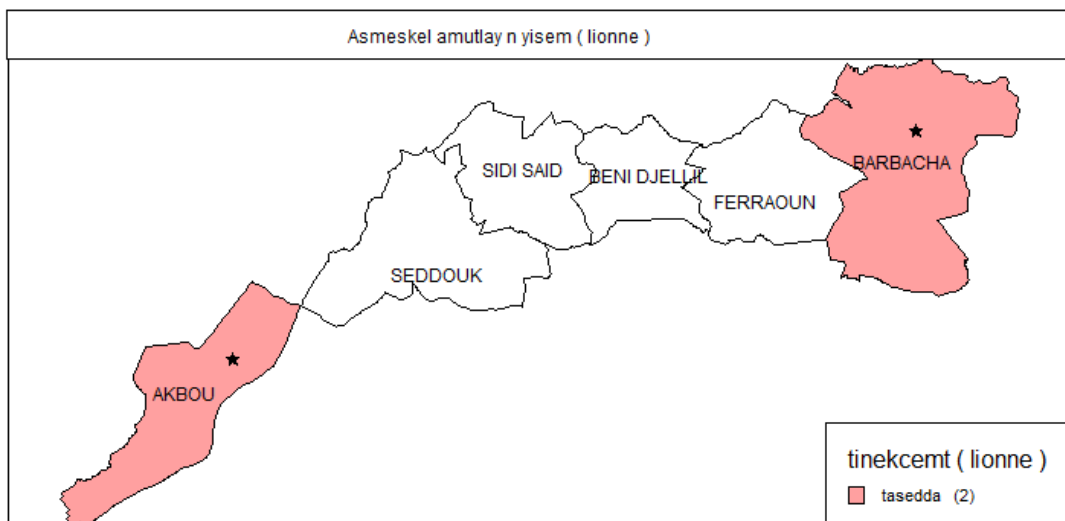 Asmeskel amutlay n yisem ( lionne )
SIDI SAID
BENI DJELLIL
BARBACHA
FERRAOUN
SEDDOUK
AKBOU
tinekcemt ( lionne )
tasedda (2)